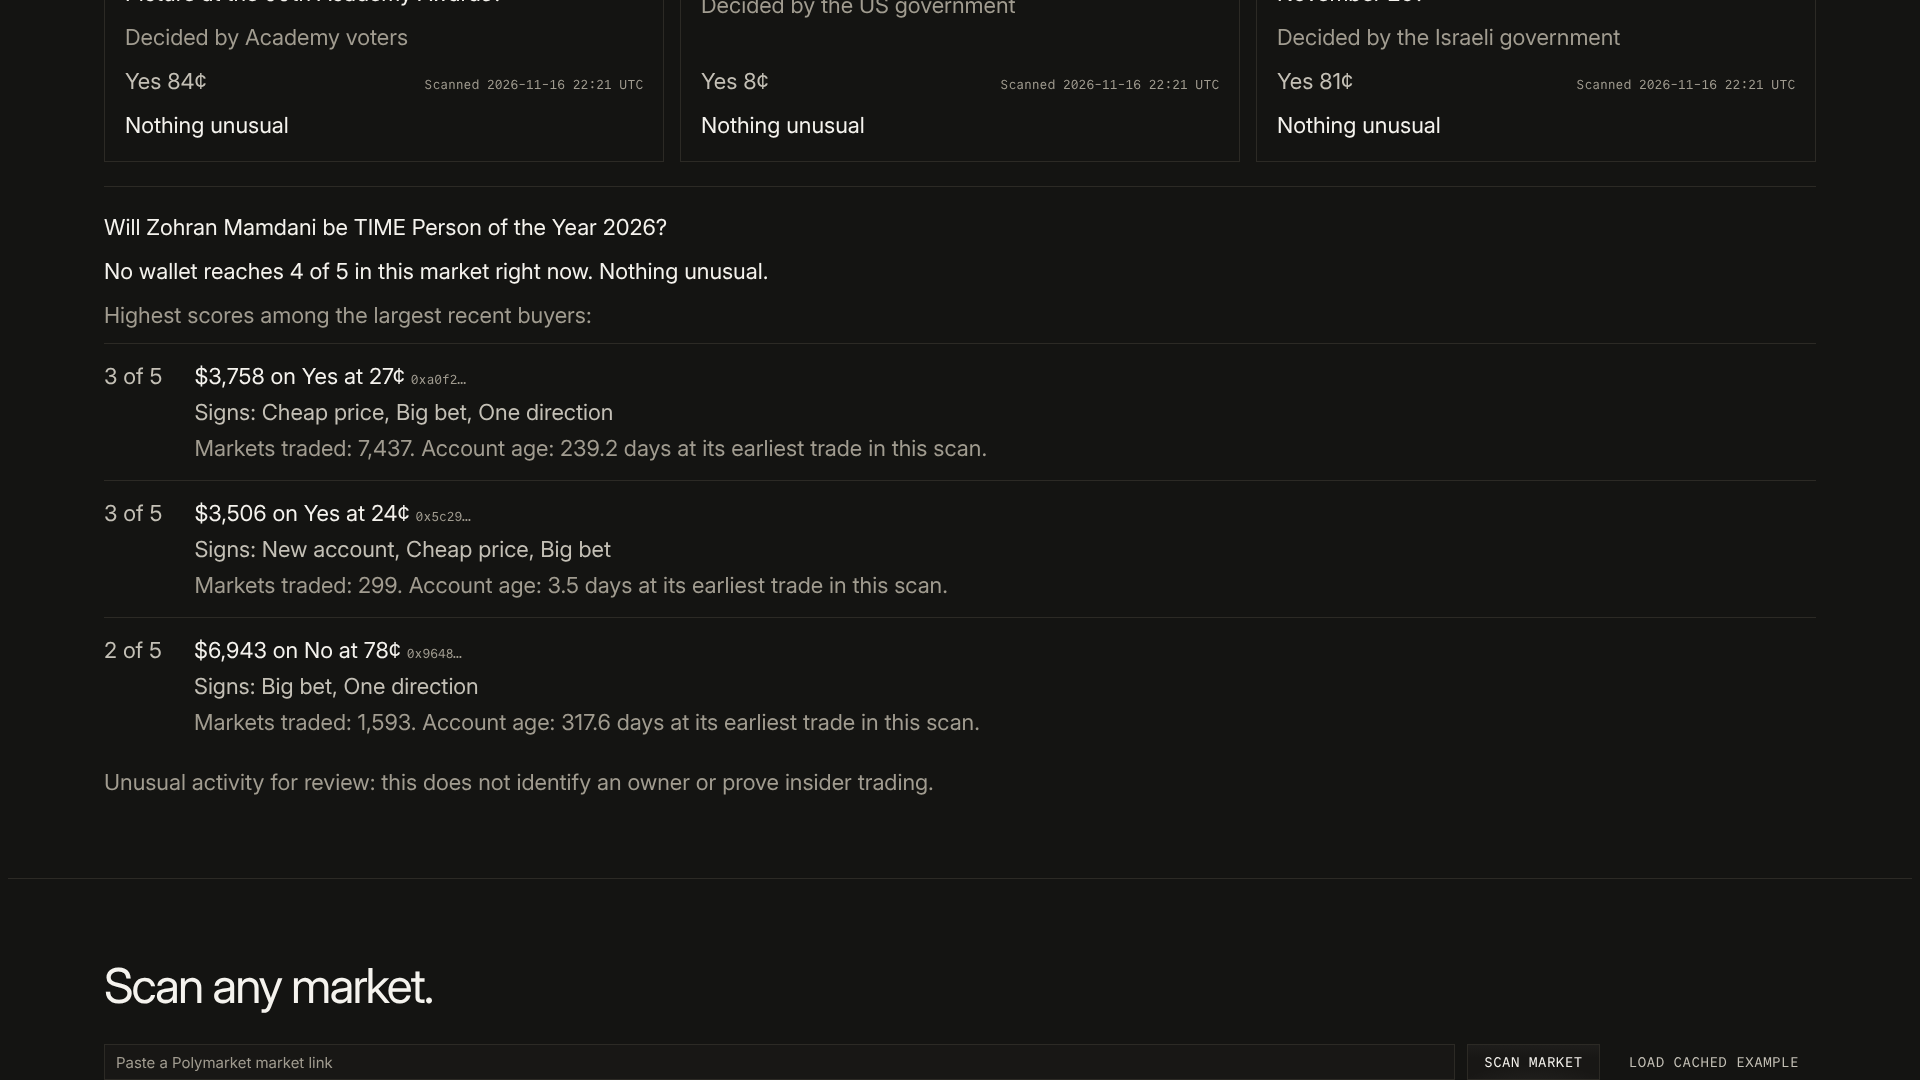 Picture at the 99th Academy Awards?
Decided by Academy voters
Yes 84¢
Scanned 2026-11-16 22:21 UTC
Nothing unusual
Decided by the US government
Yes 8¢
Scanned 2026-11-16 22:21 UTC
Nothing unusual
Decided by the Israeli government
Yes 81¢
Scanned 2026-11-16 22:21 UTC
Nothing unusual
Will Zohran Mamdani be TIME Person of the Year 2026?
No wallet reaches 4 of 5 in this market right now. Nothing unusual.
Highest scores among the largest recent buyers:
3 of 5
$3,758 on Yes at 27¢ 0xa0f2…
Signs: Cheap price, Big bet, One direction
Markets traded: 7,437. Account age: 239.2 days at its earliest trade in this scan.
3 of 5
$3,506 on Yes at 24¢ 0x5c29…
Signs: New account, Cheap price, Big bet
Markets traded: 299. Account age: 3.5 days at its earliest trade in this scan.
2 of 5
$6,943 on No at 78¢ 0x9648…
Signs: Big bet, One direction
Markets traded: 1,593. Account age: 317.6 days at its earliest trade in this scan.
Unusual activity for review: this does not identify an owner or prove insider trading.
Scan any market.
Paste a Polymarket market link
SCAN MARKET
LOAD CACHED EXAMPLE